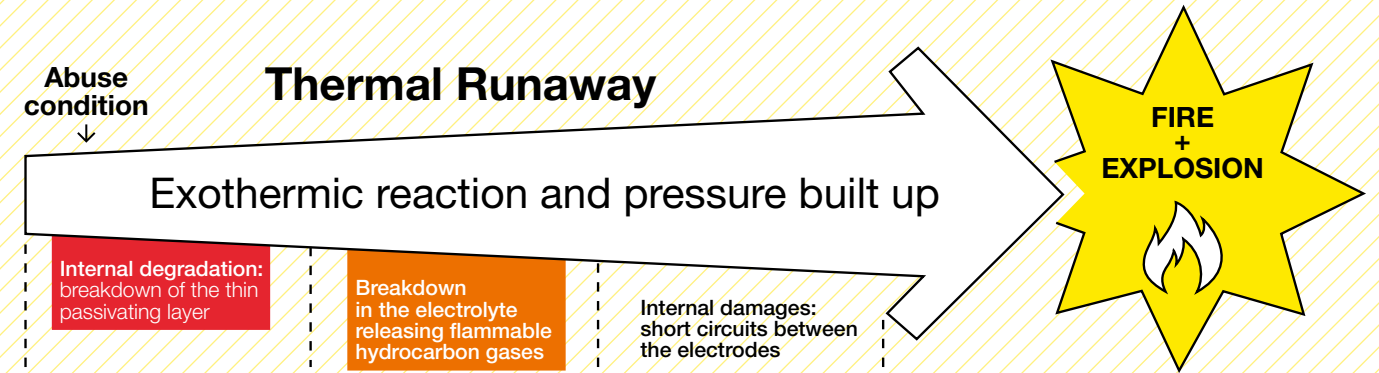 Abuse
condition
Thermal Runaway
Exothermic reaction and pressure built up
FIRE
+
EXPLOSION
Internal degradation:
breakdown of the thin
passivating layer
Breakdown
in the electrolyte
releasing flammable
hydrocarbon gases
Internal damages:
short circuits between
the electrodes